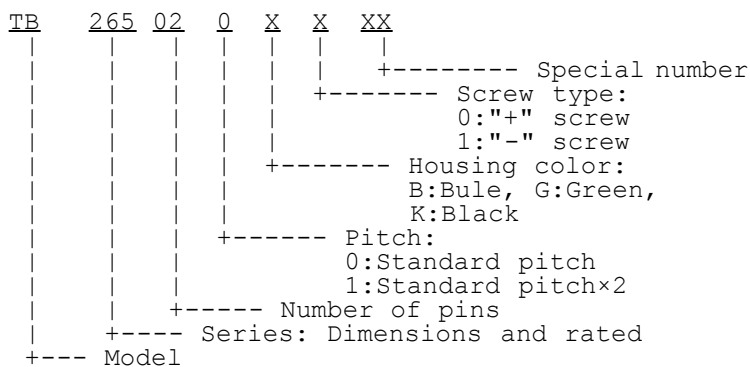 TB 265 02 0 X X XX
Special number
Screw type:
0:"+" screw
1:"-" screw
Housing color:
B:Bule, G:Green,
K:Black
Pitch:
0:Standard pitch
1:Standard pitch×2
Number of pins
Series: Dimensions and rated
Model